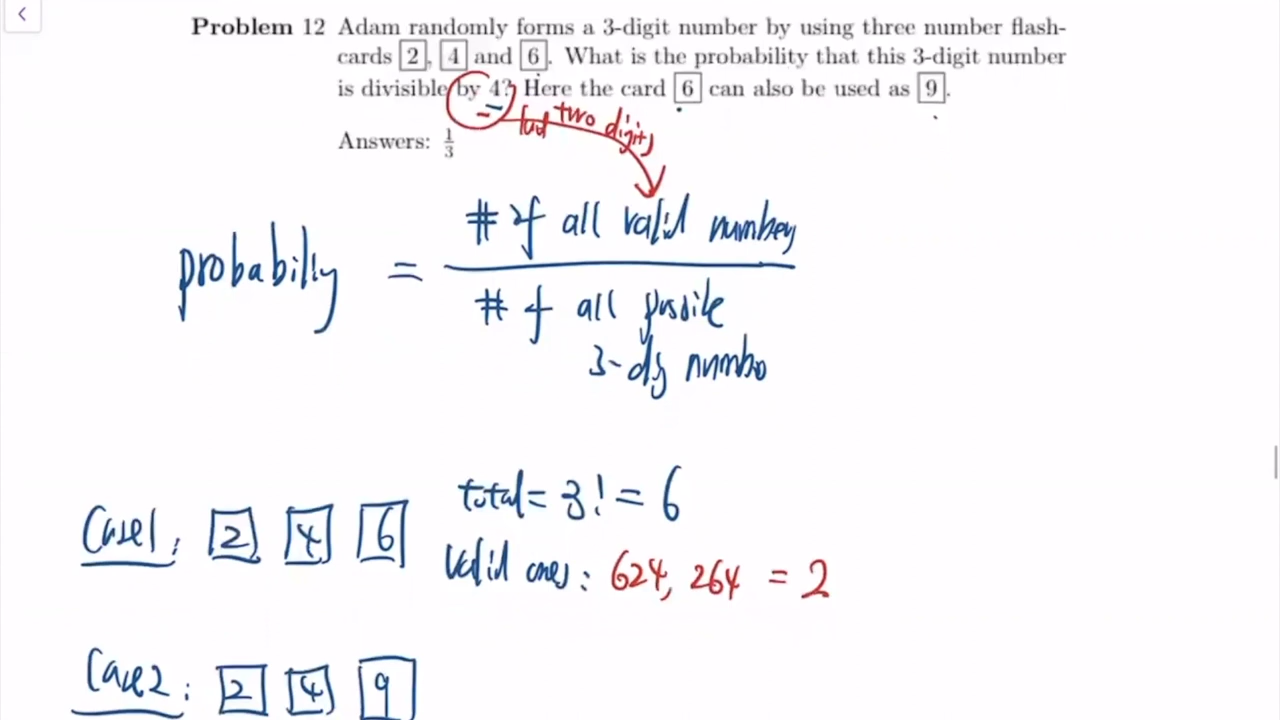 Problem 12 Adam randomly forms a 3-digit number by using three number flash-
cards 2, 4 and 6. What is the probability that this 3-digit number
is divisible by 4? Here the card 6 can also be used as 9.
last two digits
Answers: 1/3
# of all valid numbers
probability =
# of all possible
3-dig number
total = 3! = 6
Case1: 2 4 6
Valid ones: 624, 264 = 2
Case2: 2 4 9